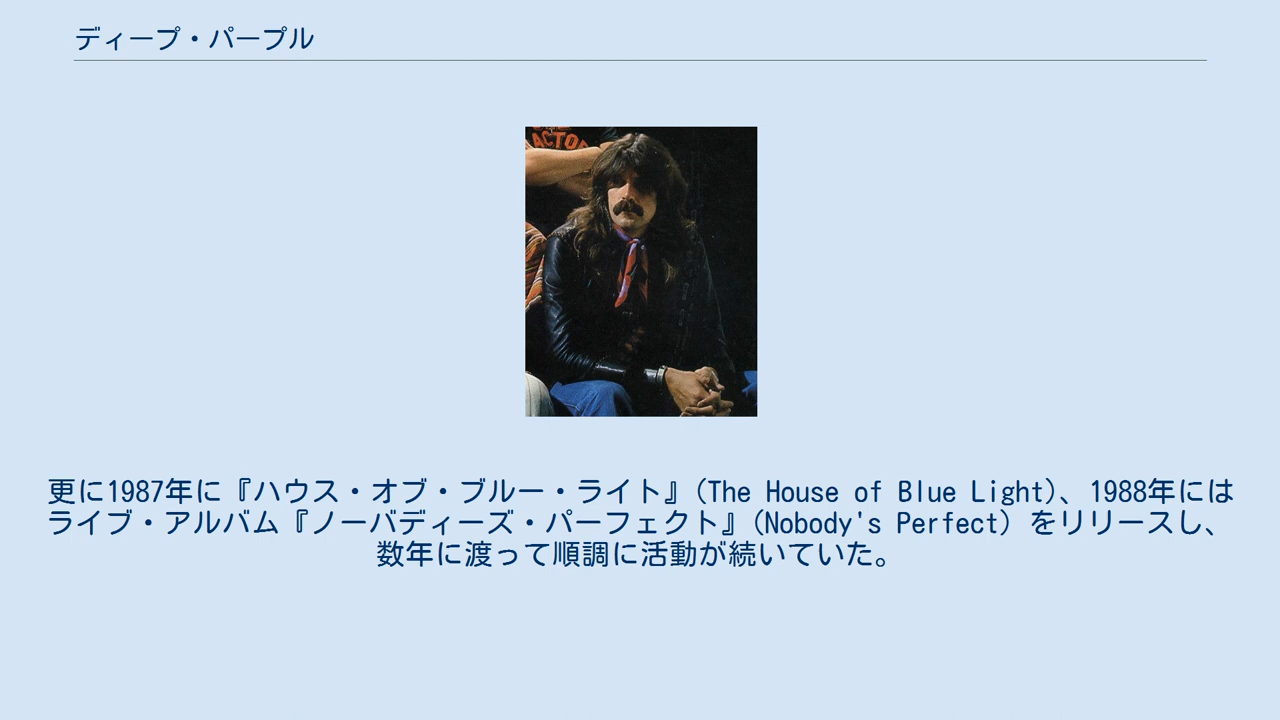 ディープ・パープル
ACTOR
更に1987年に『ハウス・オブ・ブルー・ライト』(The House of Blue Light)、1988年には
ライブ・アルバム『ノーバディーズ・パーフェクト』(Nobody's Perfect) をリリースし、
数年に渡って順調に活動が続いていた。